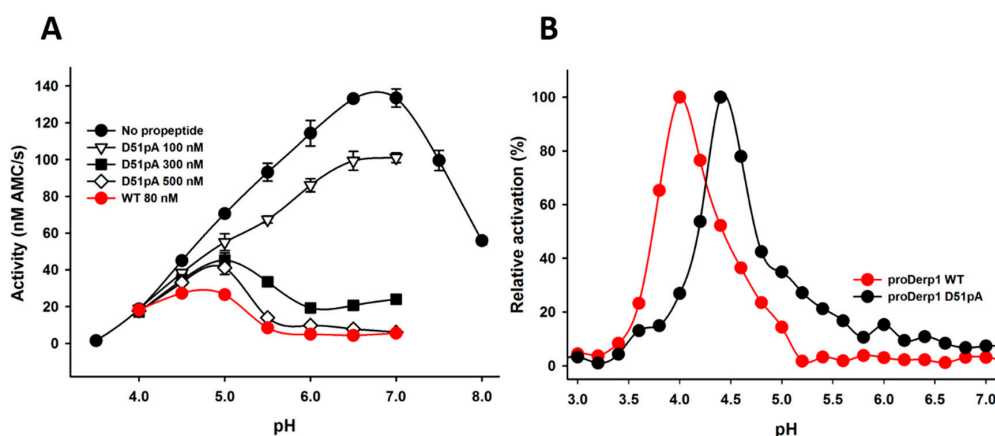 A
Activity (nM AMC/s)
140
120
100
80
60
40
20
0
No propeptide
D51pA 100 nM
D51pA 300 nM
D51pA 500 nM
WT 80 nM
4.0 5.0 6.0 7.0 8.0
pH
B
Relative activation (%)
100
80
60
40
20
0
proDerp1 WT
proDerp1 D51pA
3.0 3.5 4.0 4.5 5.0 5.5 6.0 6.5 7.0
pH